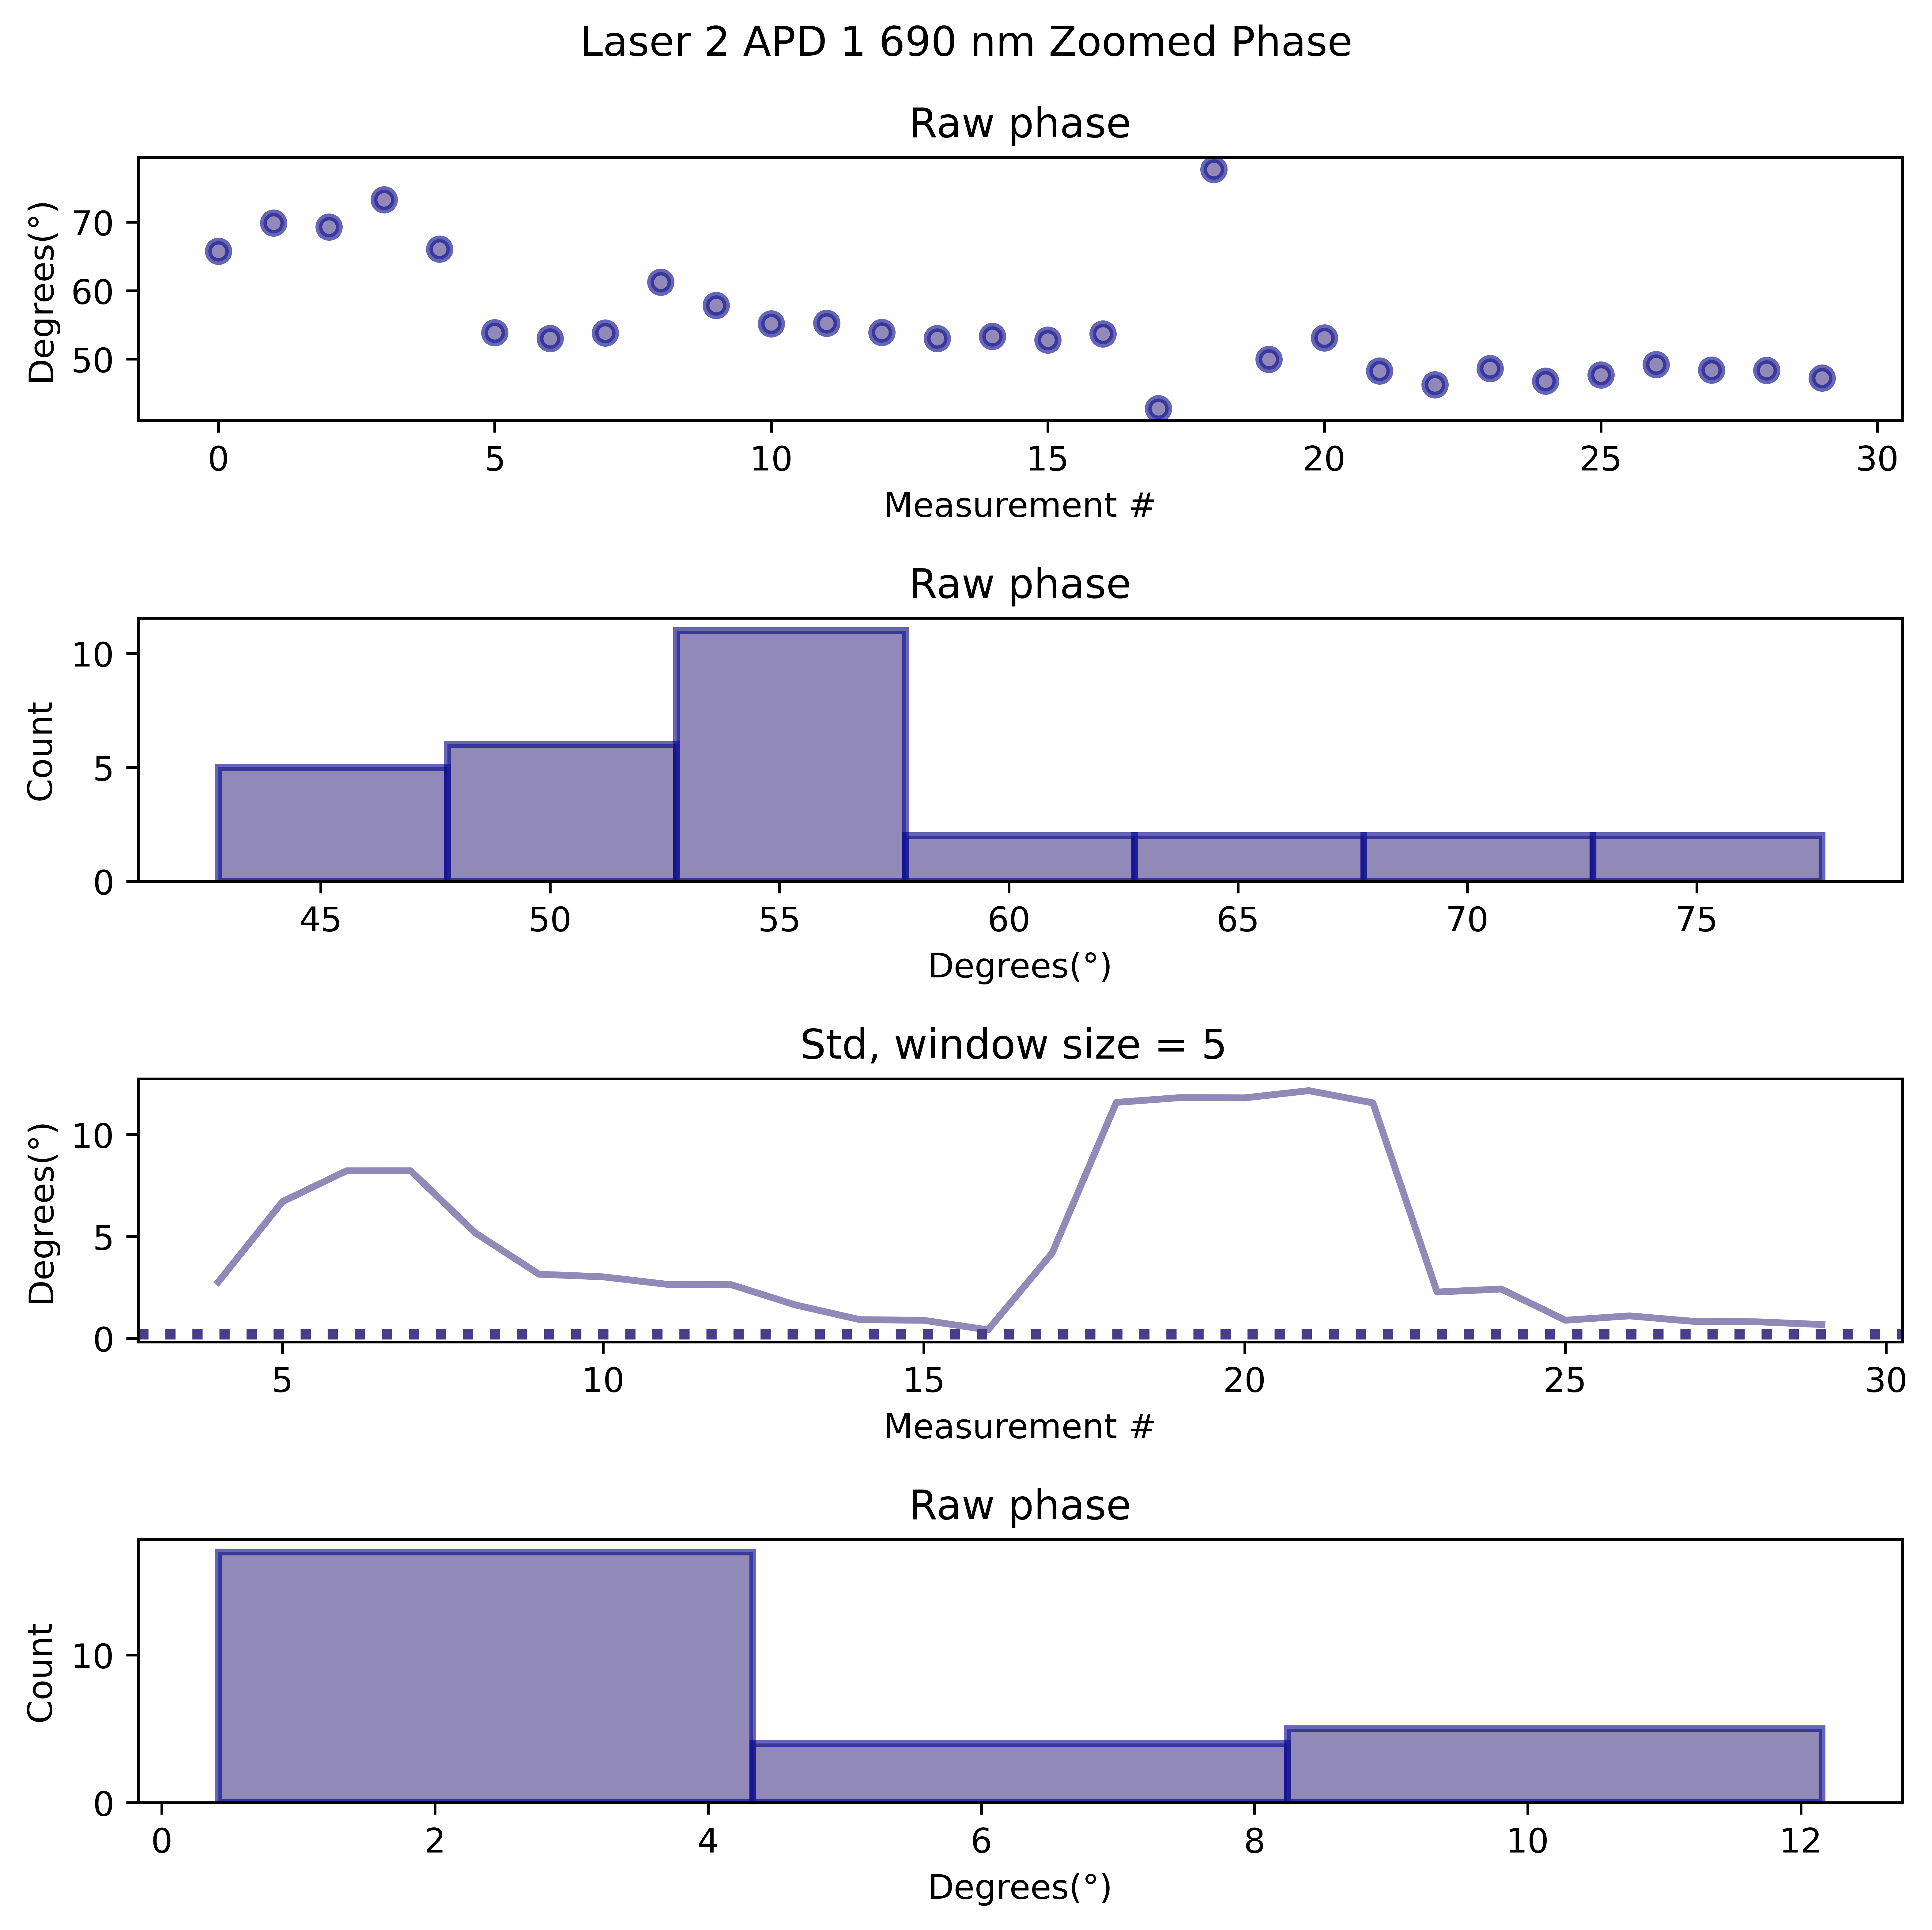 Laser 2 APD 1 690 nm Zoomed Phase
Raw phase
Degrees(°)
70
60
50
0 5 10 15 20 25 30
Measurement #
Raw phase
Count
10
5
0
45 50 55 60 65 70 75
Degrees(°)
Std, window size = 5
Degrees(°)
10
5
0
5 10 15 20 25 30
Measurement #
Raw phase
Count
10
0
0 2 4 6 8 10 12
Degrees(°)